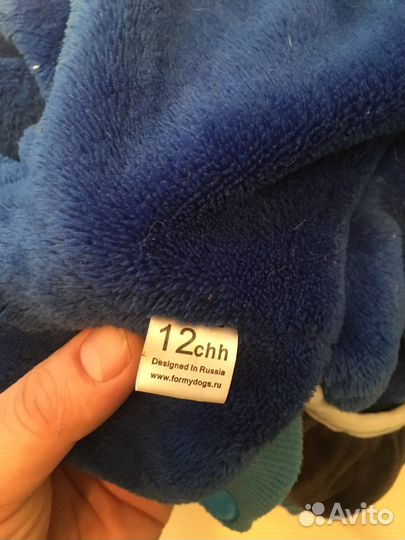 12chh
Designed In Russia
www.formydogs.ru
Avito